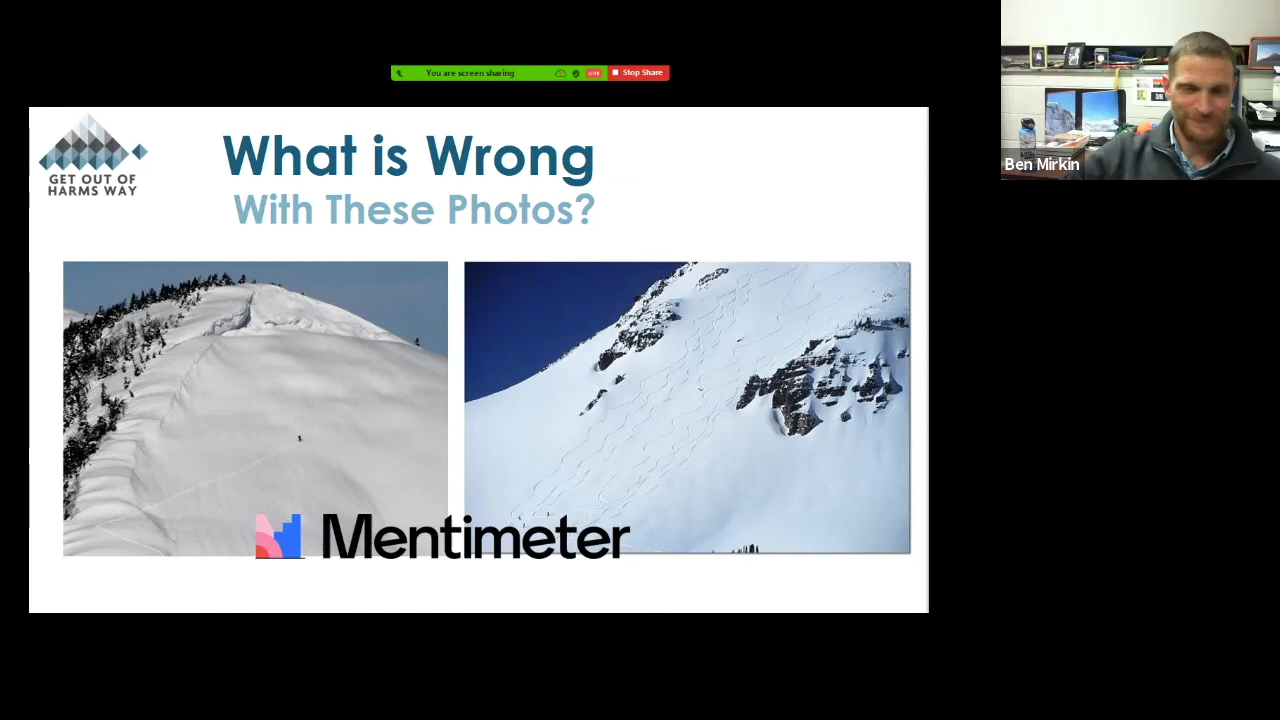 You are screen sharing
LIVE
Stop Share
GET OUT OF
HARMS WAY
What is Wrong
With These Photos?
Mentimeter
Ben Mirkin